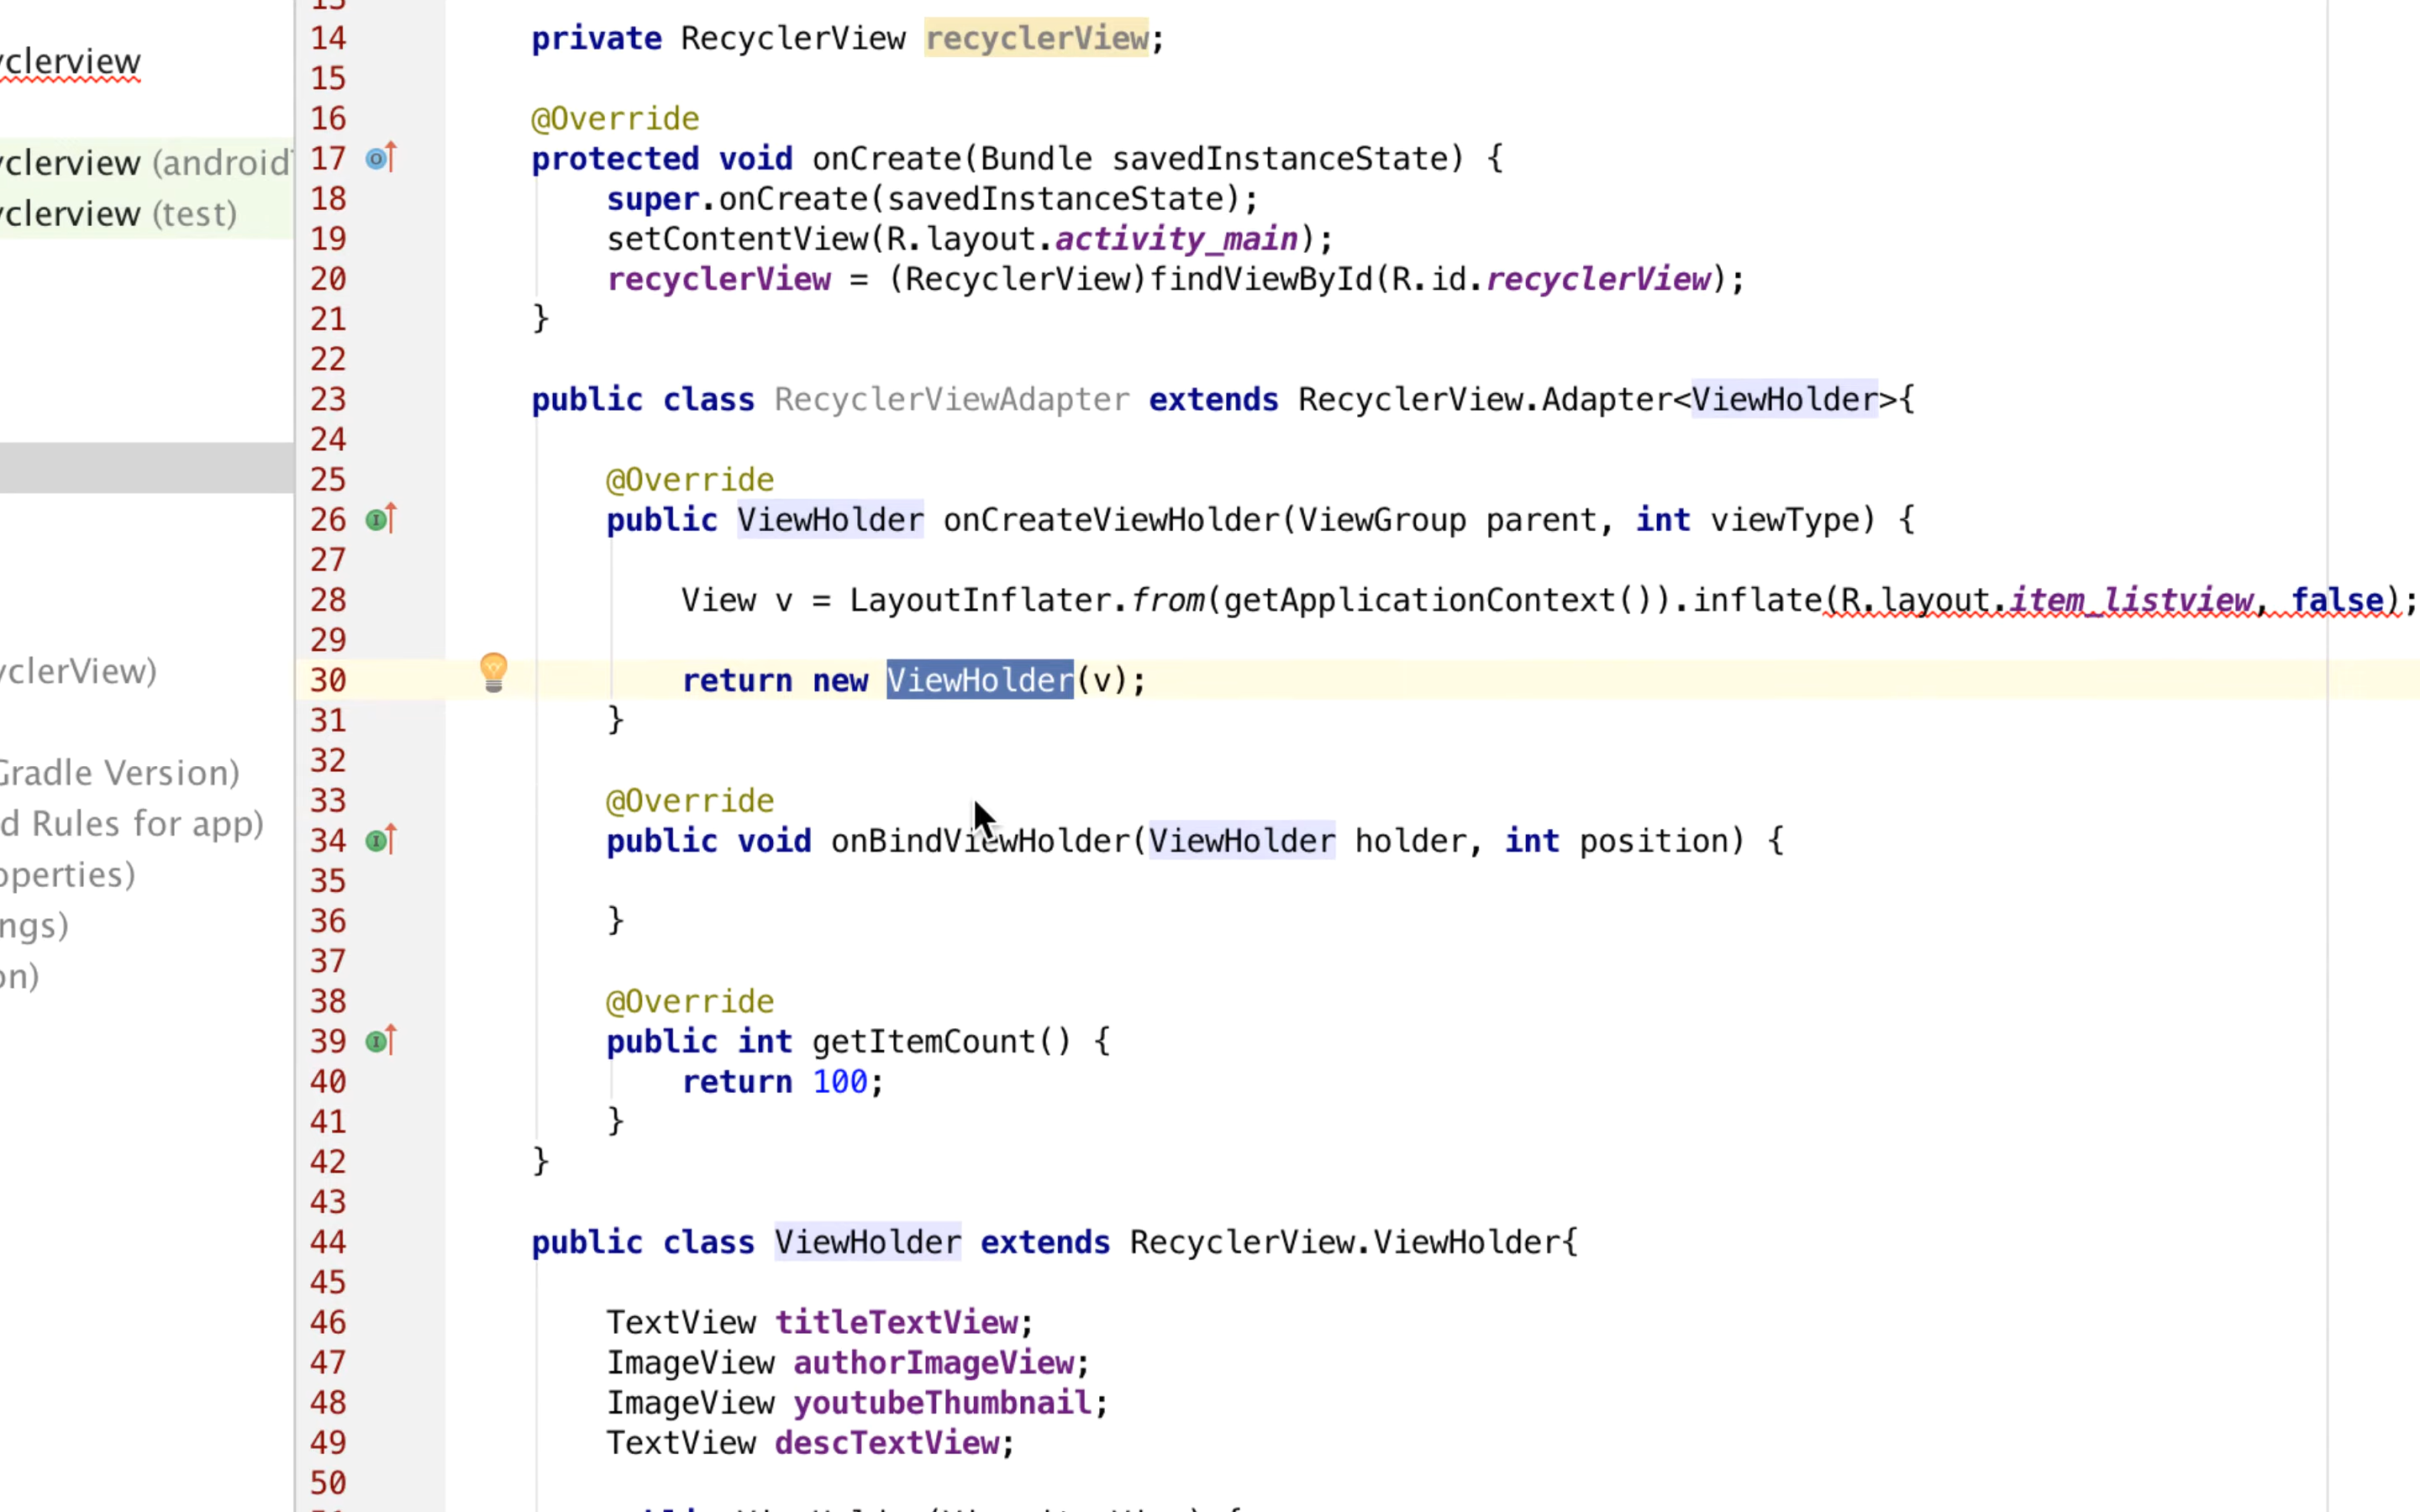 yclerview
yclerview (android
yclerview (test)
yclerView)
Gradle Version)
d Rules for app)
operties)
ngs)
on)
14 private RecyclerView recyclerView;
15
16 @Override
17 protected void onCreate(Bundle savedInstanceState) {
18 super.onCreate(savedInstanceState);
19 setContentView(R.layout.activity_main);
20 recyclerView = (RecyclerView)findViewById(R.id.recyclerView);
21 }
22
23 public class RecyclerViewAdapter extends RecyclerView.Adapter<ViewHolder>{
24
25 @Override
26 public ViewHolder onCreateViewHolder(ViewGroup parent, int viewType) {
27
28 View v = LayoutInflater.from(getApplicationContext()).inflate(R.layout.item_listview, false);
29
30 return new ViewHolder(v);
31 }
32
33 @Override
34 public void onBindViewHolder(ViewHolder holder, int position) {
35
36 }
37
38 @Override
39 public int getItemCount() {
40 return 100;
41 }
42 }
43
44 public class ViewHolder extends RecyclerView.ViewHolder{
45
46 TextView titleTextView;
47 ImageView authorImageView;
48 ImageView youtubeThumbnail;
49 TextView descTextView;
50